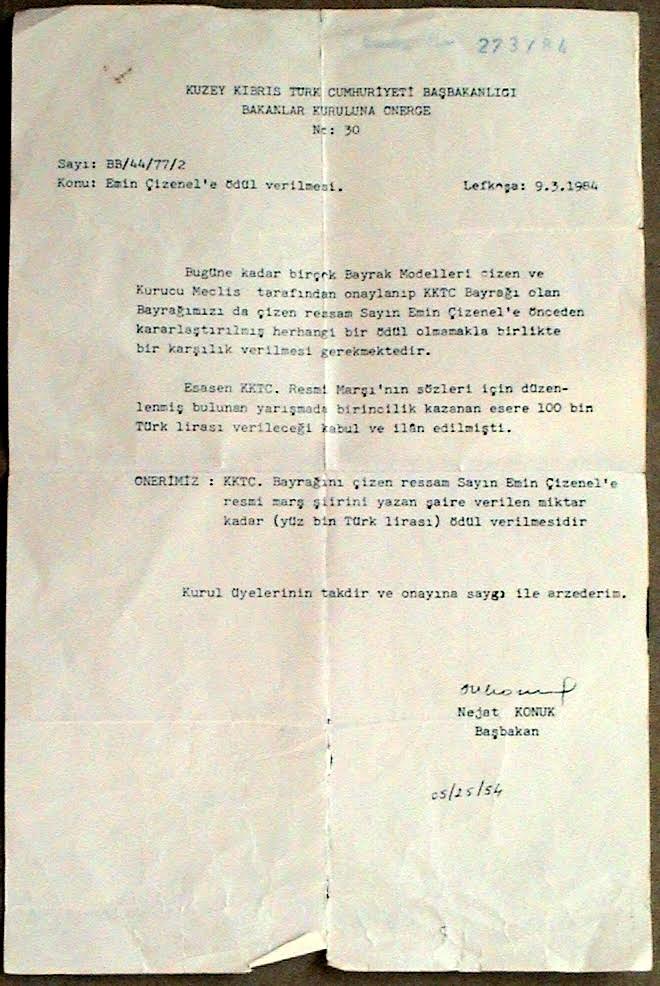 273/84
KUZEY KIBRIS TÜRK CUMHURİYETİ BAŞBAKANLIGI
BAKANLAR KURULUNA ONERGE
No: 30
Sayı: BB/44/77/2
Konu: Emin Çizenel'e ödül verilmesi.
Lefkoşa: 9.3.1984
Bugüne kadar birçok Bayrak Modelleri çizen ve
Kurucu Meclis tarafından onaylanıp KKTC Bayrağı olan
Bayrağımızı da çizen ressam Sayın Emin Çizenel'e önceden
kararlaştırılmış herhangi bir ödül olmamakla birlikte
bir karşılık verilmesi gerekmektedir.
Esasen KKTC. Resmi Marşı'nın sözleri için düzen-
lenmiş bulunan yarışmada birincilik kazanan esere 100 bin
Türk lirası verileceği kabul ve ilân edilmişti.
ONERİMİZ : KKTC. Bayrağını çizen ressam Sayın Emin Çizenel'e
resmi marş şiirini yazan şaire verilen miktar
kadar (yüz bin Türk lirası) ödül verilmesidir
Kurul üyelerinin takdir ve onayına saygı ile arzederim.
Nejat KONUK
Başbakan
05/25/54